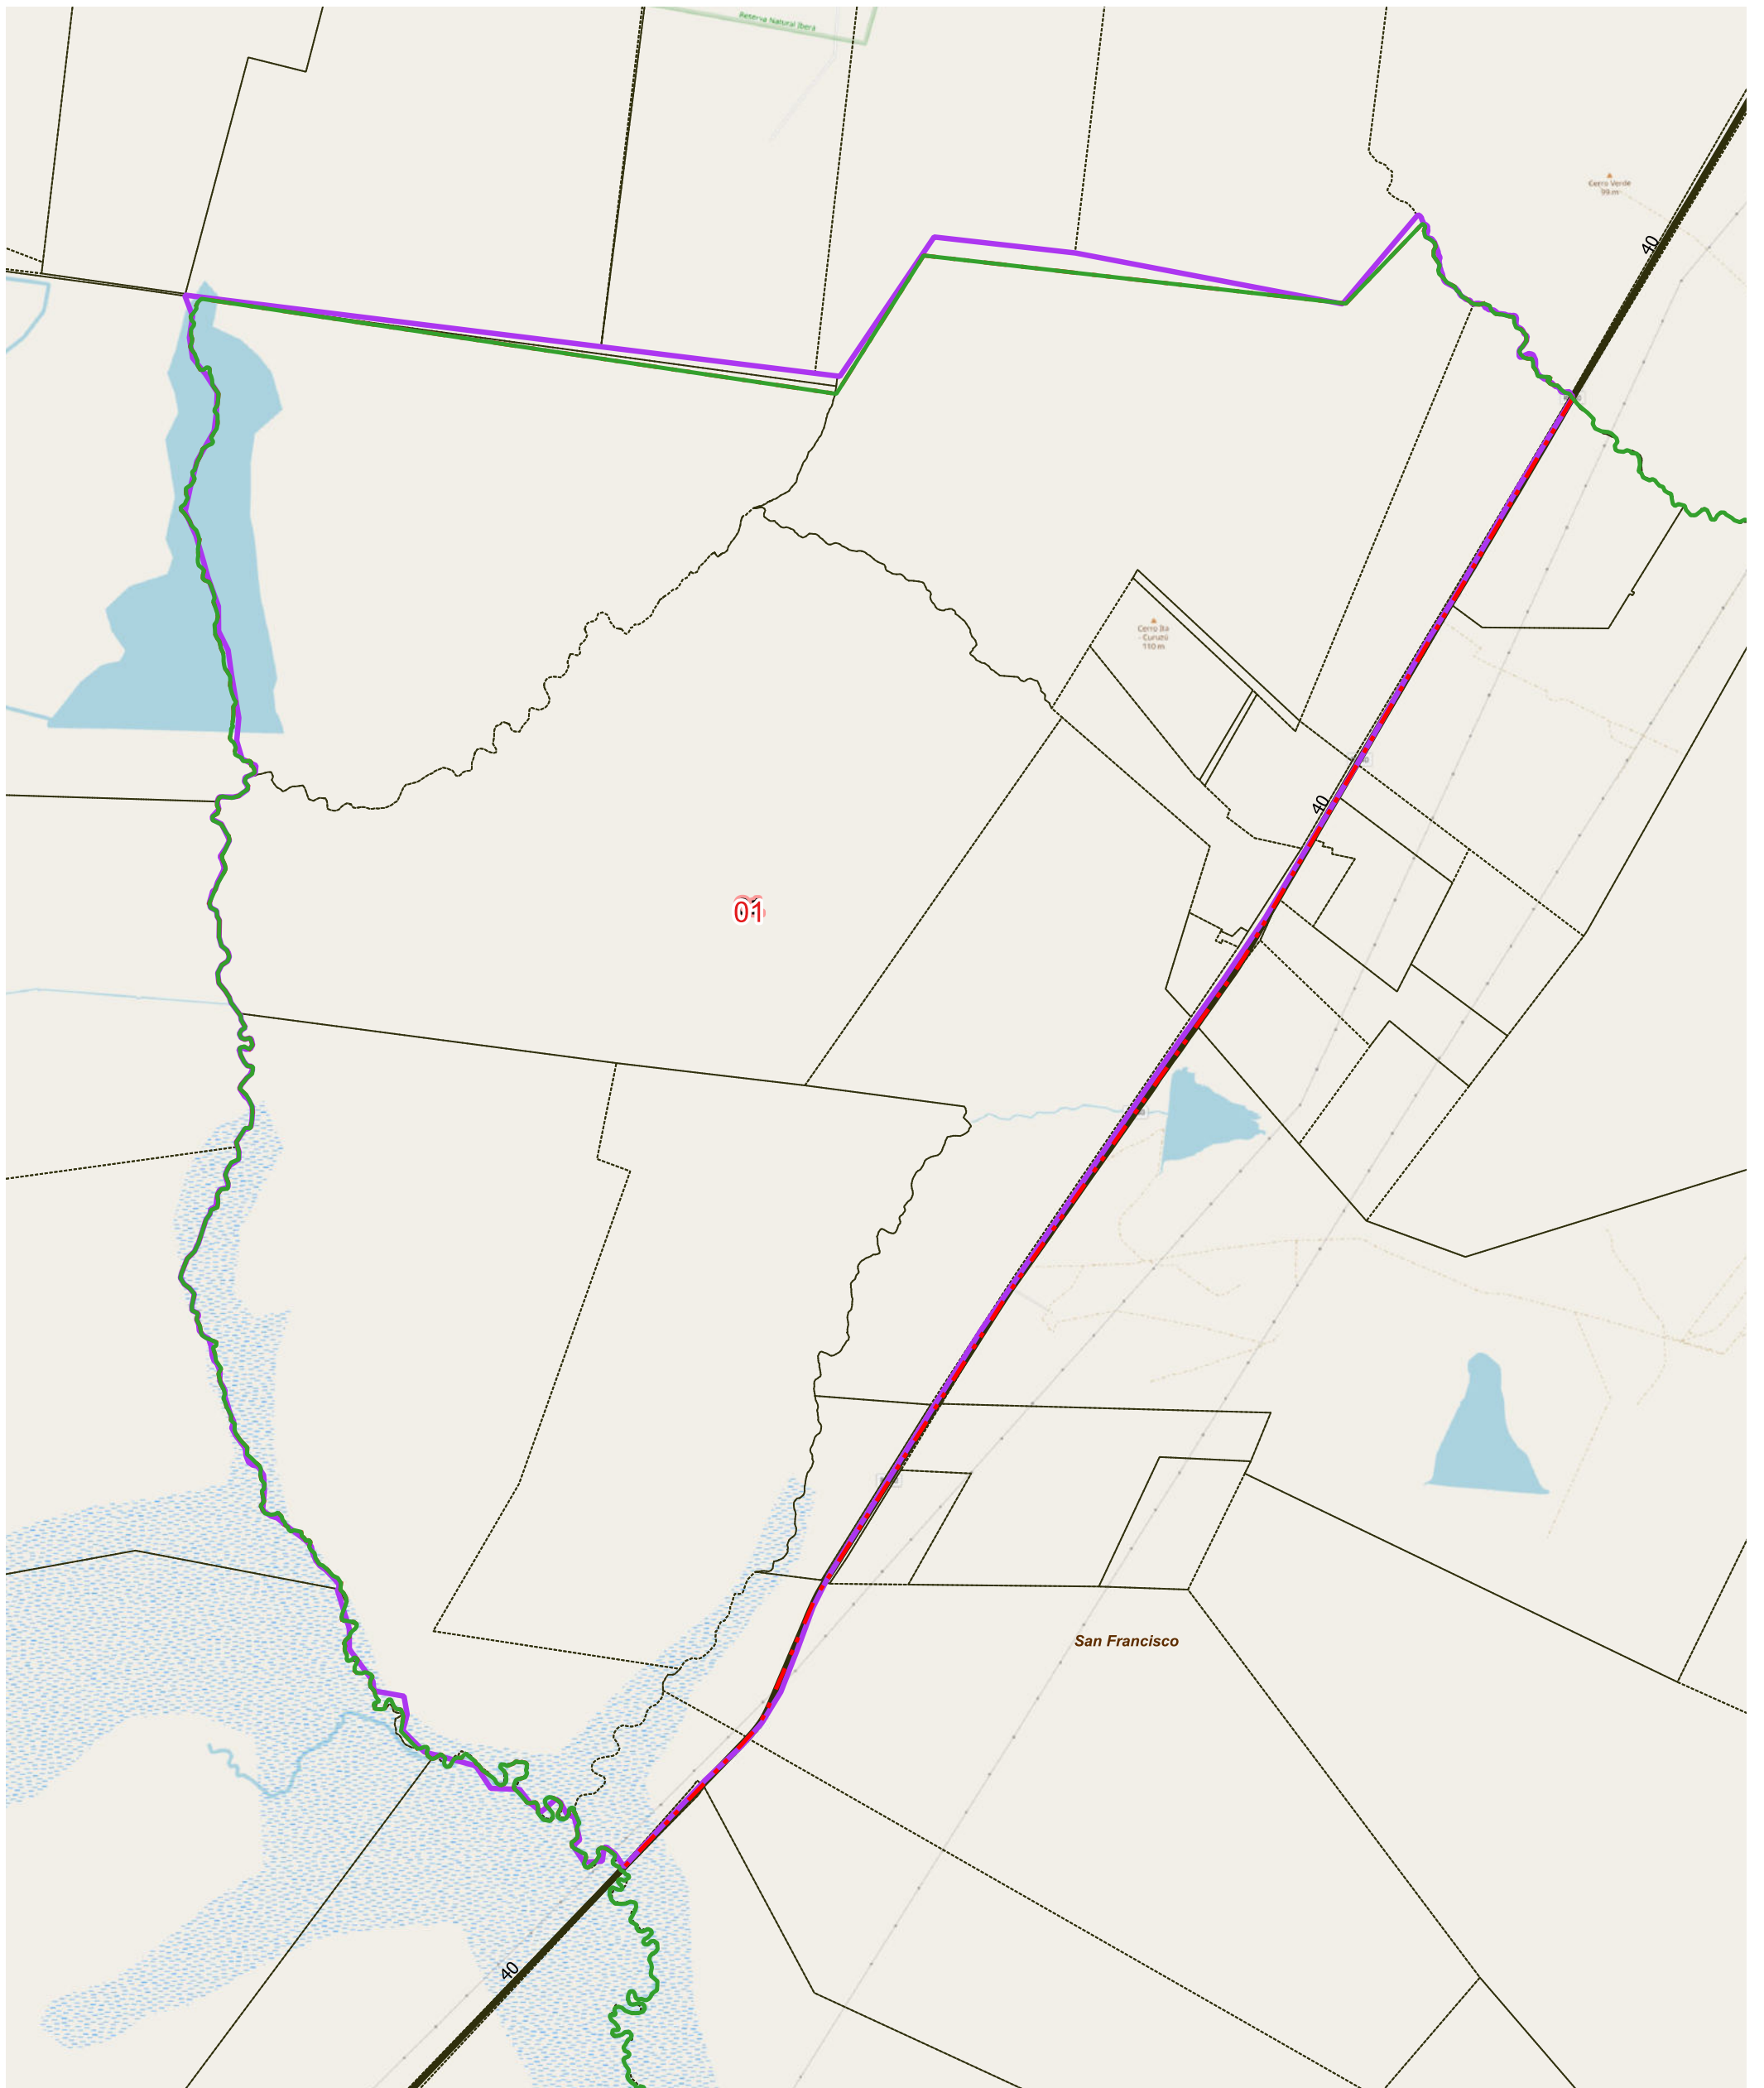 Reserva Natural Iberá
Cerro Verde
99 m
40
Cerro Ita
- Curuzú
110 m
40
01
San Francisco
40